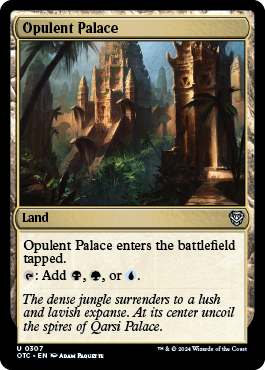 Opulent Palace
Land
Opulent Palace enters the battlefield
tapped.
: Add , , or .
The dense jungle surrenders to a lush
and lavish expanse. At its center uncoil
the spires of Qarsi Palace.
U 0307
OTC • EN Adam Paquette
™ & © 2024 Wizards of the Coast